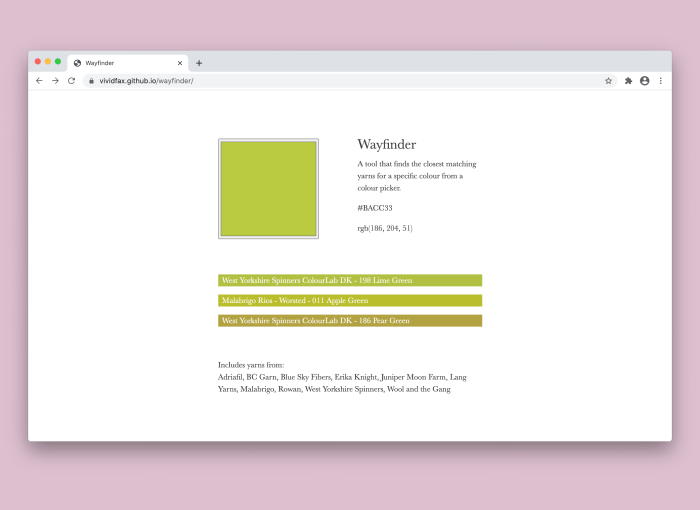 Wayfinder
vividfax.github.io/wayfinder/
Wayfinder
A tool that finds the closest matching
yarns for a specific colour from a
colour picker.
#BACC33
rgb(186, 204, 51)
West Yorkshire Spinners ColourLab DK - 198 Lime Green
Malabrigo Rios - Worsted - 011 Apple Green
West Yorkshire Spinners ColourLab DK - 186 Pear Green
Includes yarns from:
Adriafil, BC Garn, Blue Sky Fibers, Erika Knight, Juniper Moon Farm, Lang
Yarns, Malabrigo, Rowan, West Yorkshire Spinners, Wool and the Gang